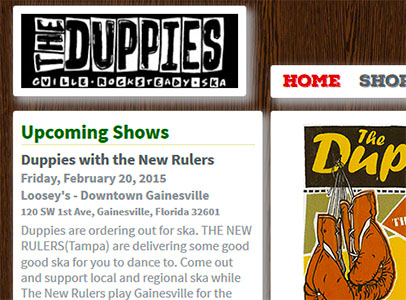 THE DUPPIES
GVILLE • ROCKSTEADY • SKA
HOME SHOP
Upcoming Shows
Duppies with the New Rulers
Friday, February 20, 2015
Loosey's - Downtown Gainesville
120 SW 1st Ave, Gainesville, Florida 32601
Duppies are ordering out for ska. THE NEW
RULERS(Tampa) are delivering some good
good ska for you to dance to. Come out
and support local and regional ska while
The New Rulers play Gainesville for the
The
Dup
TH